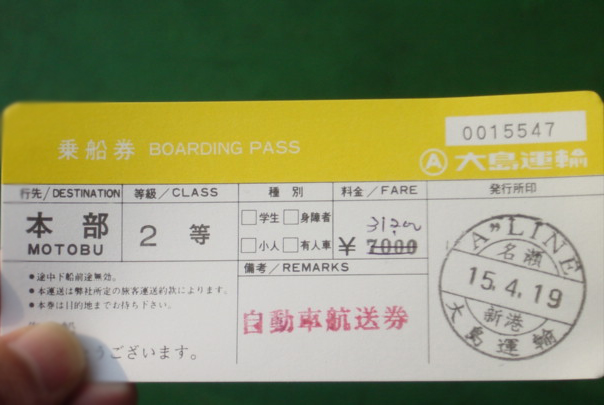 乗船券 BOARDING PASS
0015547
Ⓐ 大島運輸
行先/DESTINATION
等級/CLASS
種別
料金/FARE
発行所印
本部
MOTOBU
2等
□学生 □身障者
□小人 □有人車
¥ 7000
備考/REMARKS
自動車航送券
●途中下船前途無効。
●本運送は弊社所定の旅客運送約款によります。
●本券は目的地までお持ち下さい。
うございます。
A”LINE
名瀬
15.4.19
新港
大島運輸